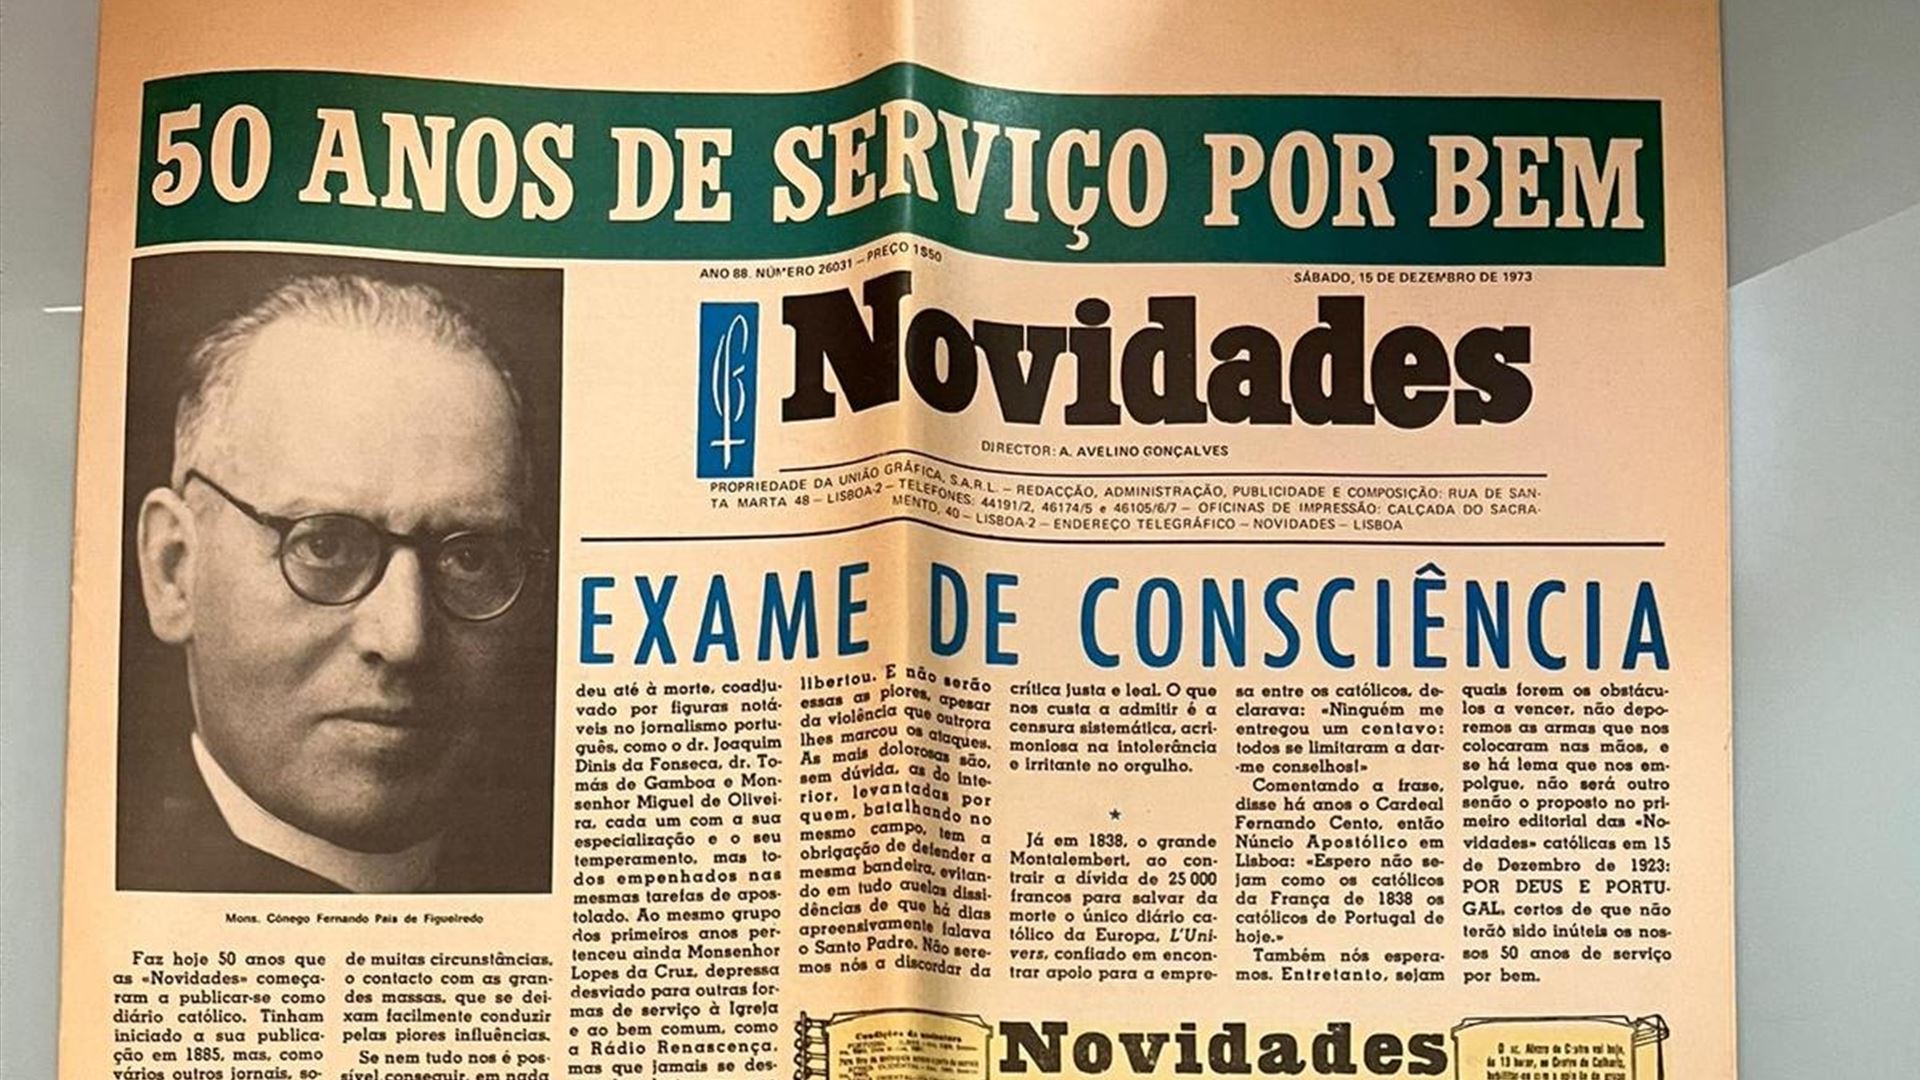 50 ANOS DE SERVIÇO POR BEM
ANO 88. NÚMERO 26031 — PREÇO 1$50
SÁBADO, 15 DE DEZEMBRO DE 1973
Novidades
DIRECTOR: A. AVELINO GONÇALVES
PROPRIEDADE DA UNIÃO GRÁFICA, S.A.R.L. — REDACÇÃO, ADMINISTRAÇÃO, PUBLICIDADE E COMPOSIÇÃO: RUA DE SAN-
TA MARTA 48 — LISBOA-2 — TELEFONES: 44191/2, 46174/5 e 46105/6/7 — OFICINAS DE IMPRESSÃO: CALÇADA DO SACRA-
MENTO, 40 — LISBOA-2 — ENDEREÇO TELEGRÁFICO — NOVIDADES — LISBOA
EXAME DE CONSCIÊNCIA
Mons. Cónego Fernando Pais de Figueiredo
Faz hoje 50 anos que
as «Novidades» começa-
ram a publicar-se como
diário católico. Tinham
iniciado a sua publica-
ção em 1885, mas, como
vários outros jornais, so-
de muitas circunstâncias,
o contacto com as gran-
des massas, que se dei-
xam facilmente conduzir
pelas piores influências.
Se nem tudo nos é pos-
sível conseguir, em nada
deu até à morte, coadju-
vado por figuras notá-
veis no jornalismo portu-
guês, como o dr. Joaquim
Dinis da Fonseca, dr. To-
más de Gamboa e Mon-
senhor Miguel de Olivei-
ra, cada um com a sua
especialização e o seu
temperamento, mas to-
dos empenhados nas
mesmas tarefas de apos-
tolado. Ao mesmo grupo
dos primeiros anos per-
tenceu ainda Monsenhor
Lopes da Cruz, depressa
desviado para outras for-
mas de serviço à Igreja
e ao bem comum, como
a Rádio Renascença,
mas que jamais se des-
libertou. E não serão
essas as piores, apesar
da violência que outrora
lhes marcou os ataques.
As mais dolorosas são,
sem dúvida, as do inte-
rior, levantadas por
quem, batalhando no
mesmo campo, tem a
obrigação de defender a
mesma bandeira, evitan-
do em tudo aquelas dissi-
dências de que há dias
apreensivamente falava
o Santo Padre. Não sere-
mos nós a discordar da
crítica justa e leal. O que
nos custa a admitir é a
censura sistemática, acri-
moniosa na intolerância
e irritante no orgulho.
★
Já em 1838, o grande
Montalembert, ao con-
trair a dívida de 25 000
francos para salvar da
morte o único diário ca-
tólico da Europa, L'Uni-
vers, confiado em encon-
trar apoio para a empre-
sa entre os católicos, de-
clarava: «Ninguém me
entregou um centavo:
todos se limitaram a dar-
-me conselhos!»
Comentando a frase,
disse há anos o Cardeal
Fernando Cento, então
Núncio Apostólico em
Lisboa: «Espero não se-
jam como os católicos
da França de 1838 os
católicos de Portugal de
hoje.»
Também nós espera-
mos. Entretanto, sejam
quais forem os obstácu-
los a vencer, não depo-
remos as armas que nos
colocaram nas mãos, e
se há lema que nos em-
polgue, não será outro
senão o proposto no pri-
meiro editorial das «No-
vidades» católicas em 15
de Dezembro de 1923:
POR DEUS E PORTU-
GAL, certos de que não
terão sido inúteis os nos-
sos 50 anos de serviço
por bem.
Condições da assinatura
Novidades